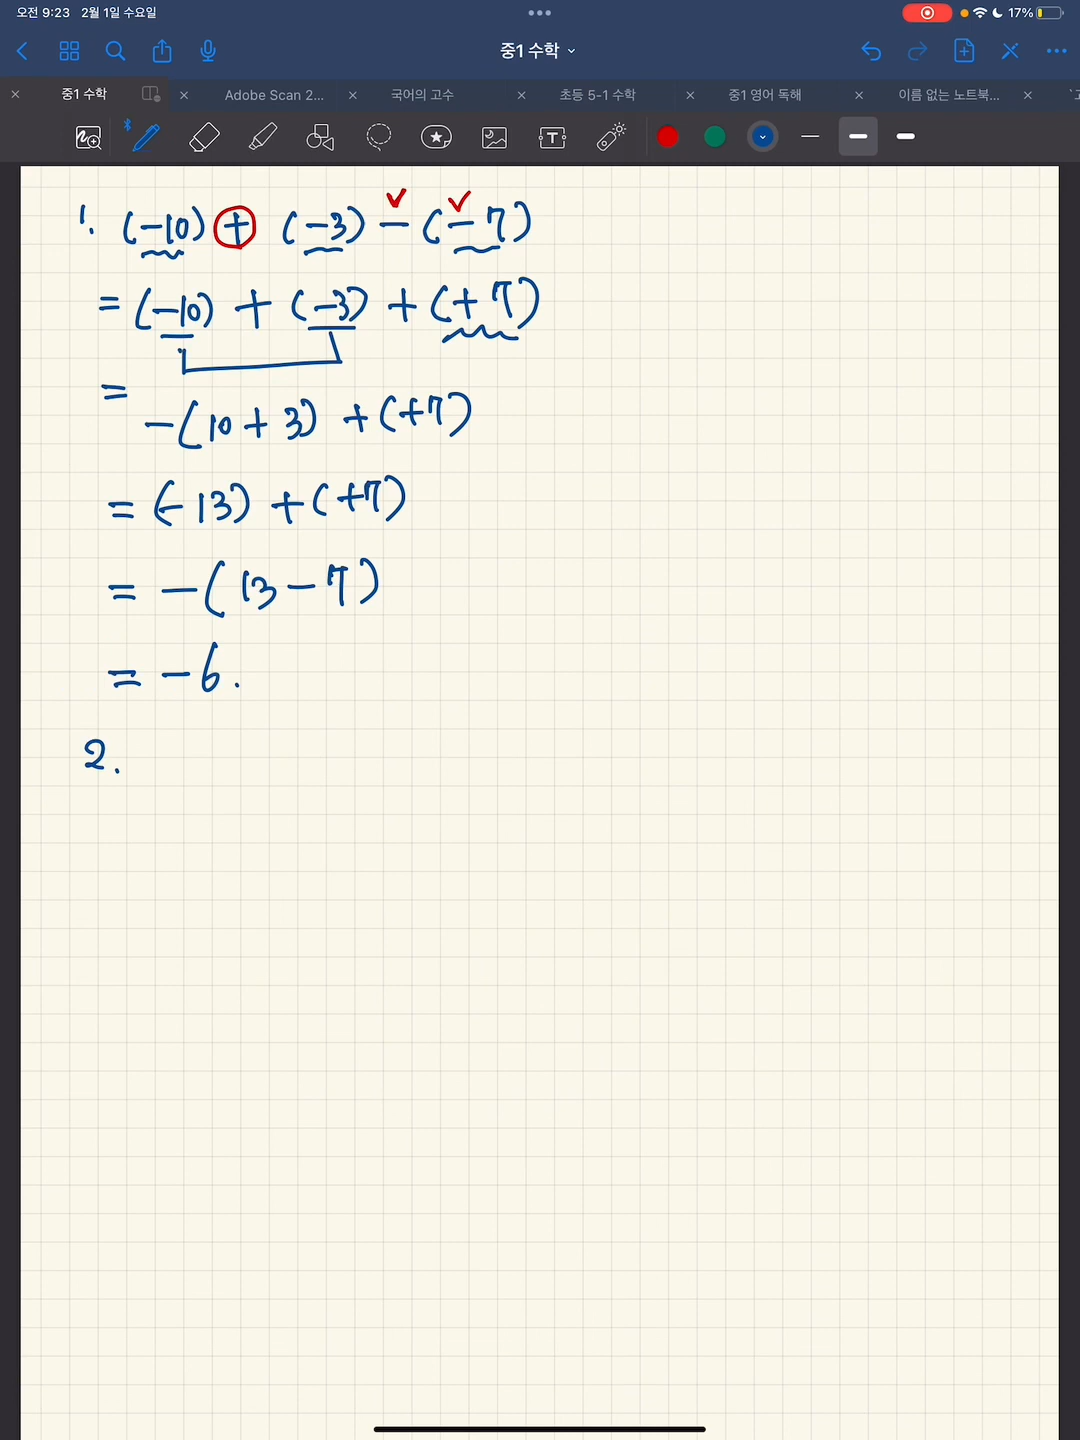 오전 9:23 2월 1일 수요일 17%
중1 수학
중1 수학 Adobe Scan 2... 국어의 고수 초등 5-1 수학 중1 영어 독해 이름 없는 노트북...
1. (-10) + (-3) - (-7)
= (-10) + (-3) + (+7)
= -(10+3) + (+7)
= (-13) + (+7)
= -(13-7)
= -6.
2.